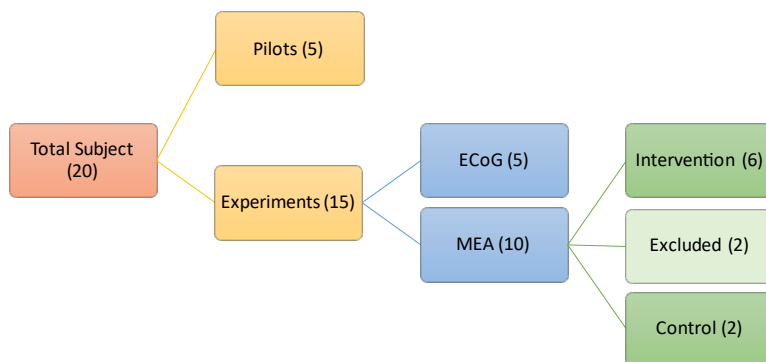 Pilots (5)
Total Subject
(20)
Experiments (15)
ECoG (5)
MEA (10)
Intervention (6)
Excluded (2)
Control (2)